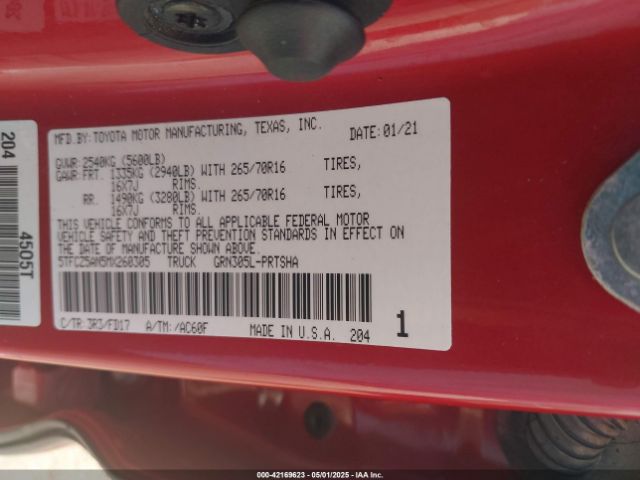 204
4505T
MFD.BY:TOYOTA MOTOR MANUFACTURING, TEXAS, INC. DATE:01/21
GVWR:2540KG (5600LB)
GAWR:FRT. 1335KG (2940LB) WITH 265/70R16 TIRES,
16X7J RIMS.
RR. 1490KG (3280LB) WITH 265/70R16 TIRES,
16X7J RIMS.
THIS VEHICLE CONFORMS TO ALL APPLICABLE FEDERAL MOTOR
VEHICLE SAFETY AND THEFT PREVENTION STANDARDS IN EFFECT ON
THE DATE OF MANUFACTURE SHOWN ABOVE.
5TFCZ5AN5MX260305 TRUCK GRN305L-PRTSHA
C/TR:3R3/FD17 A/TM:/AC60F MADE IN U.S.A. 204 1
000-42169623 - 05/01/2025 - IAA Inc.